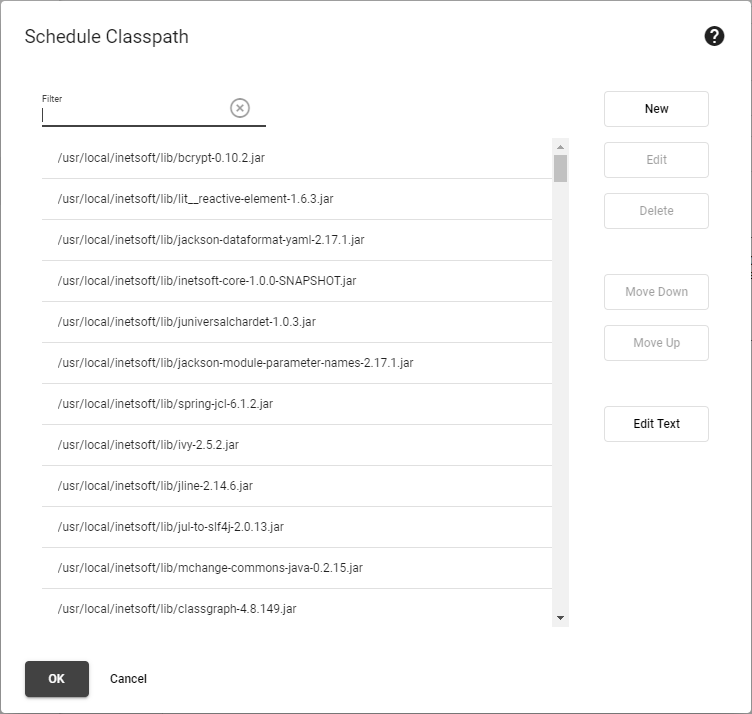 Schedule Classpath
?
Filter
/usr/local/inetsoft/lib/bcrypt-0.10.2.jar
/usr/local/inetsoft/lib/lit__reactive-element-1.6.3.jar
/usr/local/inetsoft/lib/jackson-dataformat-yaml-2.17.1.jar
/usr/local/inetsoft/lib/inetsoft-core-1.0.0-SNAPSHOT.jar
/usr/local/inetsoft/lib/juniversalchardet-1.0.3.jar
/usr/local/inetsoft/lib/jackson-module-parameter-names-2.17.1.jar
/usr/local/inetsoft/lib/spring-jcl-6.1.2.jar
/usr/local/inetsoft/lib/ivy-2.5.2.jar
/usr/local/inetsoft/lib/jline-2.14.6.jar
/usr/local/inetsoft/lib/jul-to-slf4j-2.0.13.jar
/usr/local/inetsoft/lib/mchange-commons-java-0.2.15.jar
/usr/local/inetsoft/lib/classgraph-4.8.149.jar
New
Edit
Delete
Move Down
Move Up
Edit Text
OK
Cancel